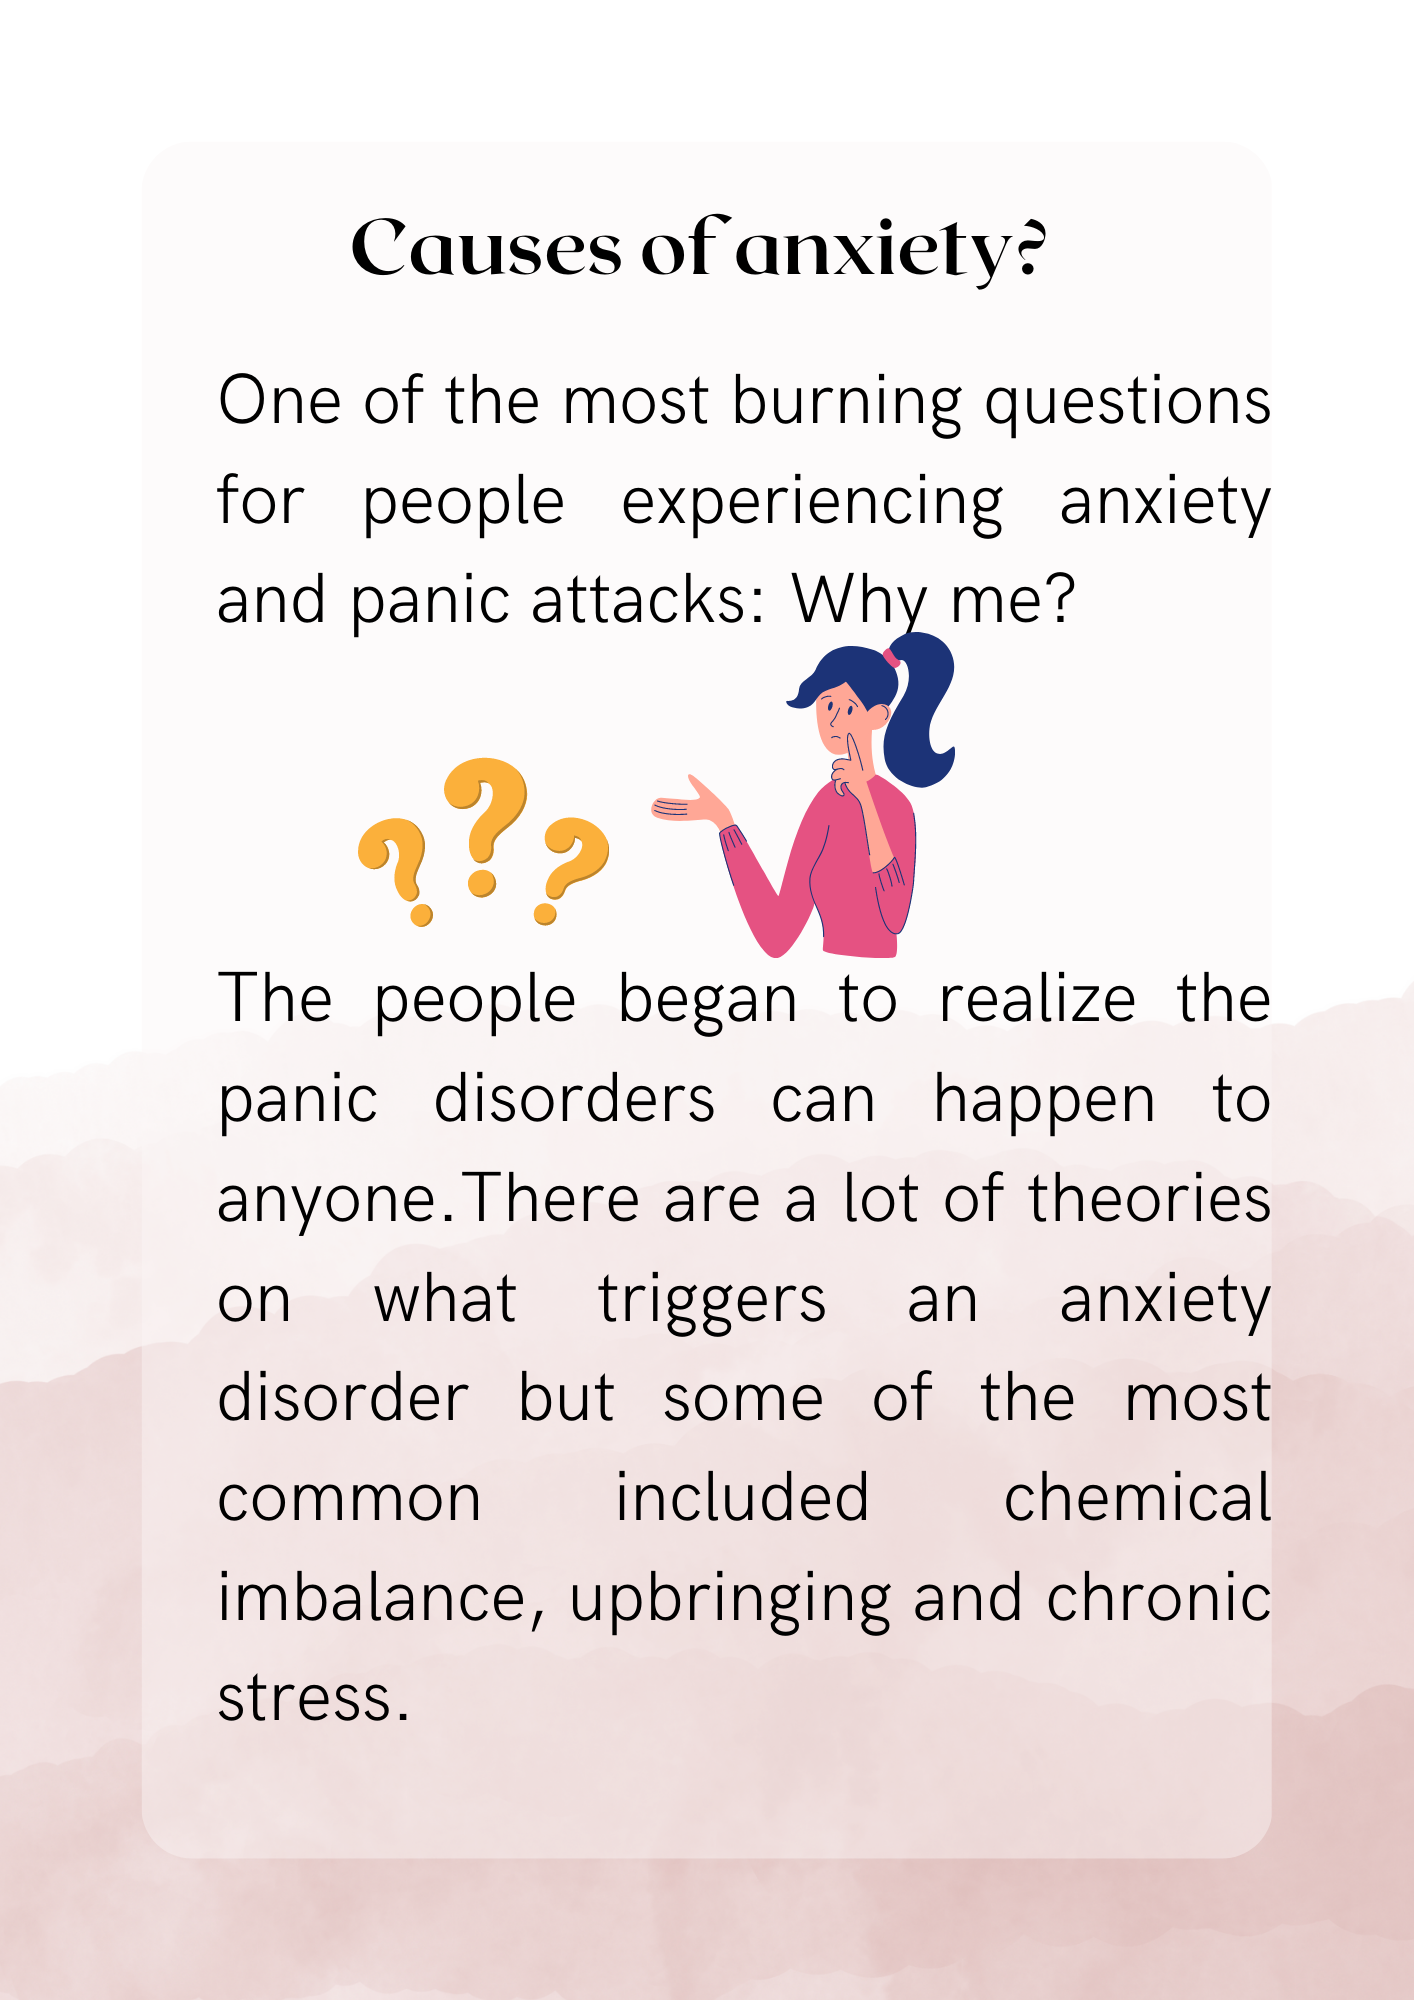 Causes of anxiety?
One of the most burning questions
for people experiencing anxiety
and panic attacks: Why me?
The people began to realize the
panic disorders can happen to
anyone.There are a lot of theories
on what triggers an anxiety
disorder but some of the most
common included chemical
imbalance, upbringing and chronic
stress.